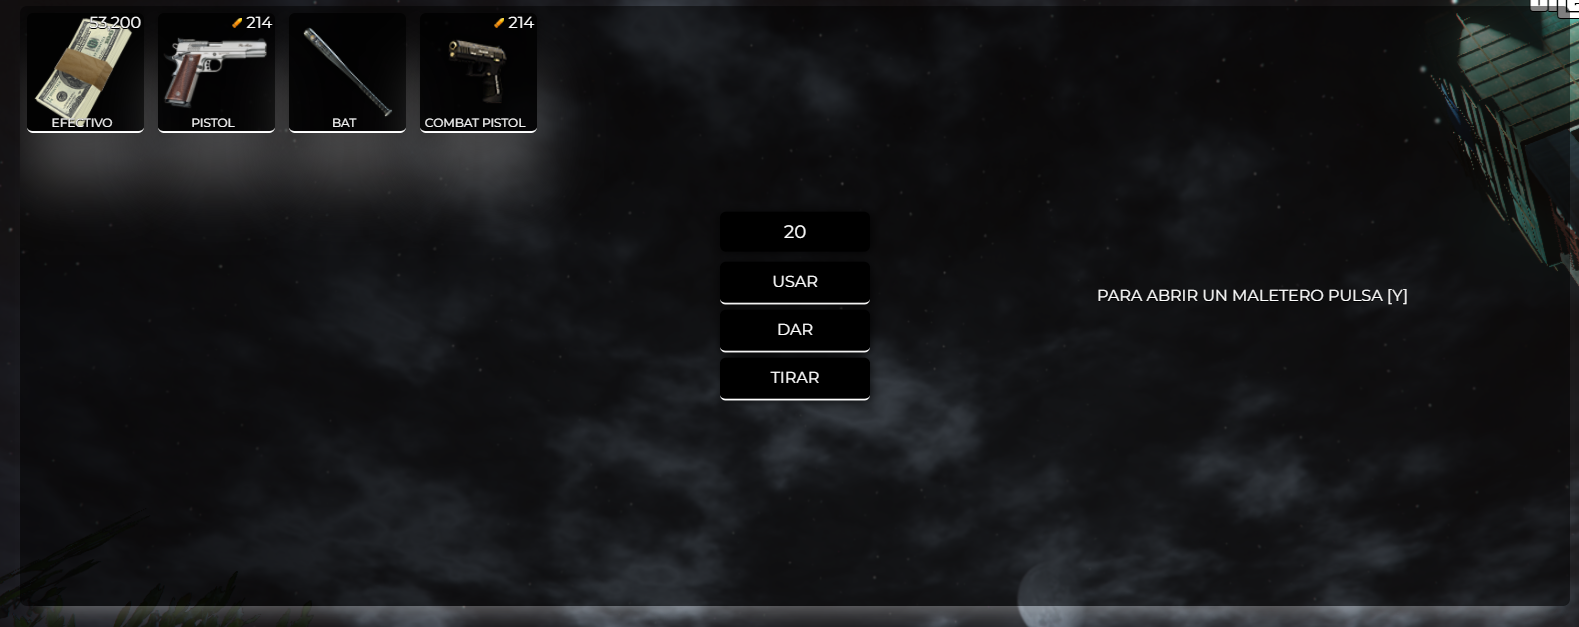 53.200
EFECTIVO
214
PISTOL
BAT
214
COMBAT PISTOL
20
USAR
DAR
TIRAR
PARA ABRIR UN MALETERO PULSA [Y]